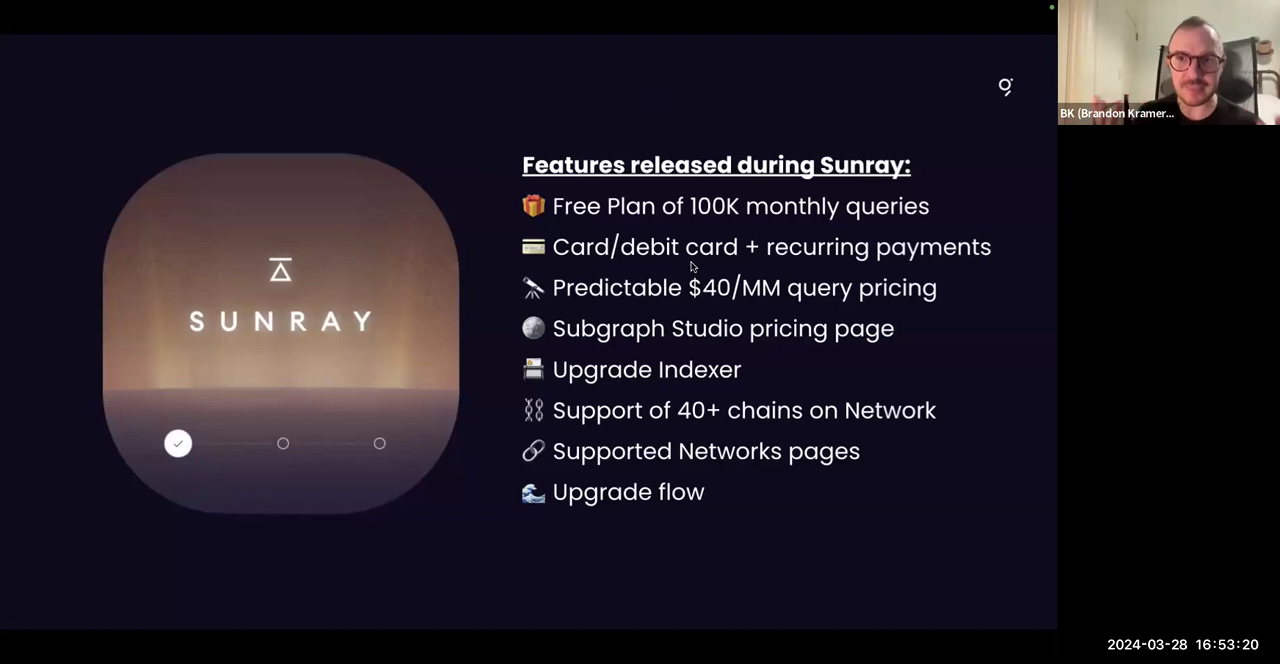 BK (Brandon Kramer...
Features released during Sunray:
🎁 Free Plan of 100K monthly queries
💳 Card/debit card + recurring payments
🔭 Predictable $40/MM query pricing
🌕 Subgraph Studio pricing page
📇 Upgrade Indexer
⛓️ Support of 40+ chains on Network
🔗 Supported Networks pages
🌊 Upgrade flow
SUNRAY
2024-03-28 16:53:20